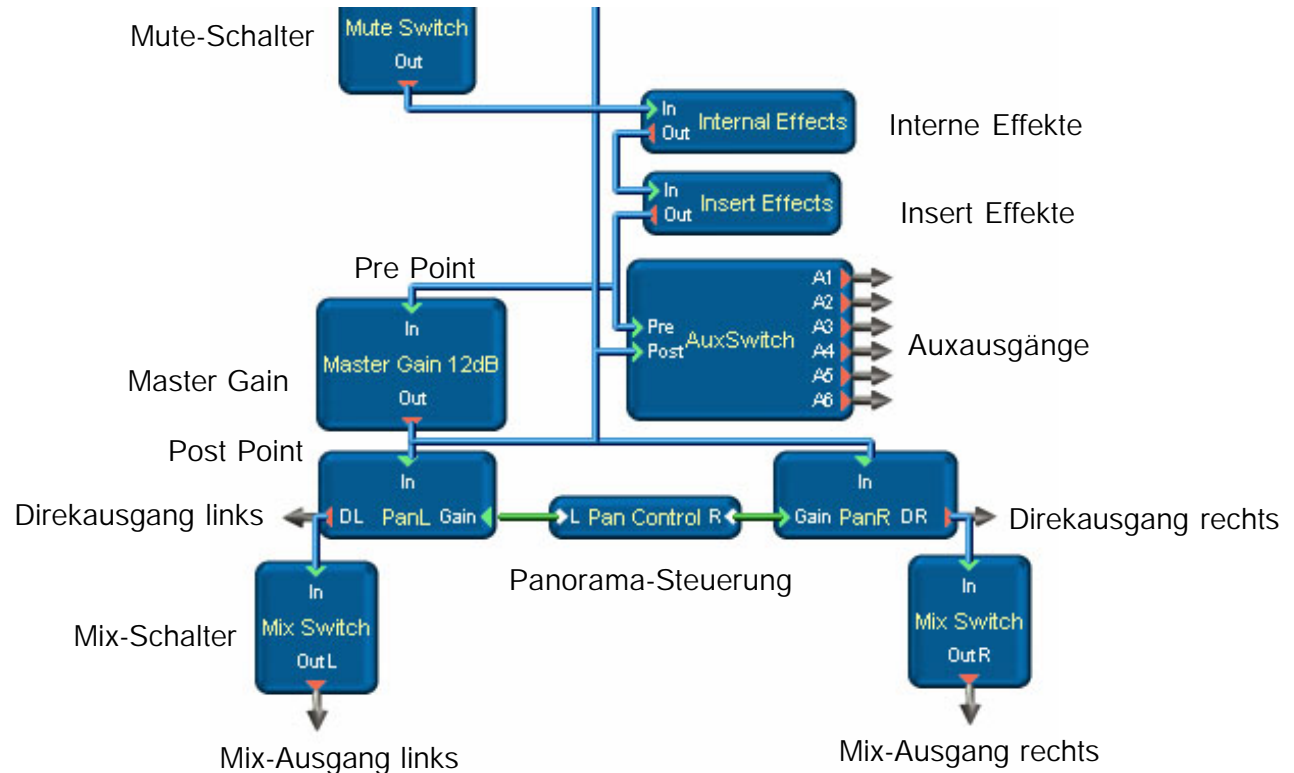 Mute-Schalter
Mute Switch
Out
In
Out
Internal Effects
Interne Effekte
In
Out
Insert Effects
Insert Effekte
Pre Point
In
Master Gain 12dB
Out
Master Gain
Pre
Post
AuxSwitch
A1
A2
A3
A4
A5
A6
Auxausgänge
Post Point
In
DL PanL Gain
L Pan Control R
In
Gain PanR DR
Direkausgang links
Direkausgang rechts
Panorama-Steuerung
Mix-Schalter
In
Mix Switch
Out L
In
Mix Switch
Out R
Mix-Ausgang links
Mix-Ausgang rechts